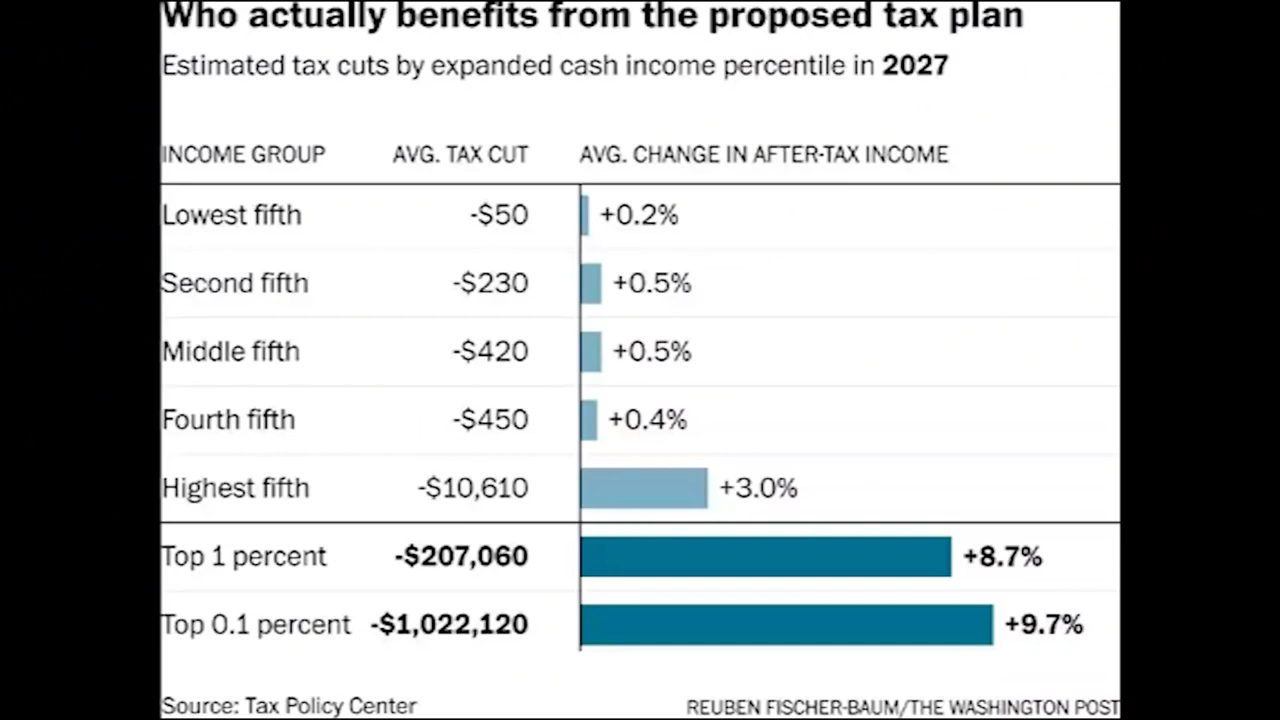 Who actually benefits from the proposed tax plan
Estimated tax cuts by expanded cash income percentile in 2027
INCOME GROUP AVG. TAX CUT AVG. CHANGE IN AFTER-TAX INCOME
Lowest fifth -$50 +0.2%
Second fifth -$230 +0.5%
Middle fifth -$420 +0.5%
Fourth fifth -$450 +0.4%
Highest fifth -$10,610 +3.0%
Top 1 percent -$207,060 +8.7%
Top 0.1 percent -$1,022,120 +9.7%
Source: Tax Policy Center REUBEN FISCHER-BAUM/THE WASHINGTON POST